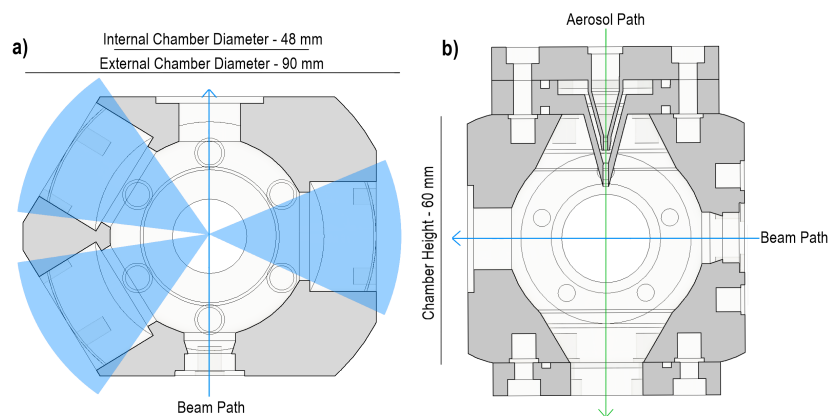 a)
Internal Chamber Diameter - 48 mm
External Chamber Diameter - 90 mm
Beam Path
b)
Aerosol Path
Chamber Height - 60 mm
Beam Path